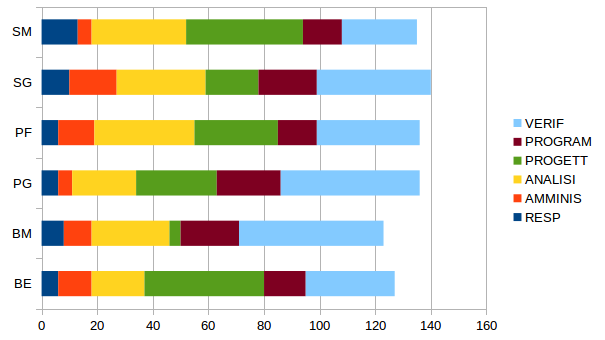 SM
SG
PF
PG
BM
BE
0 20 40 60 80 100 120 140 160
VERIF
PROGRAM
PROGETT
ANALISI
AMMINIS
RESP